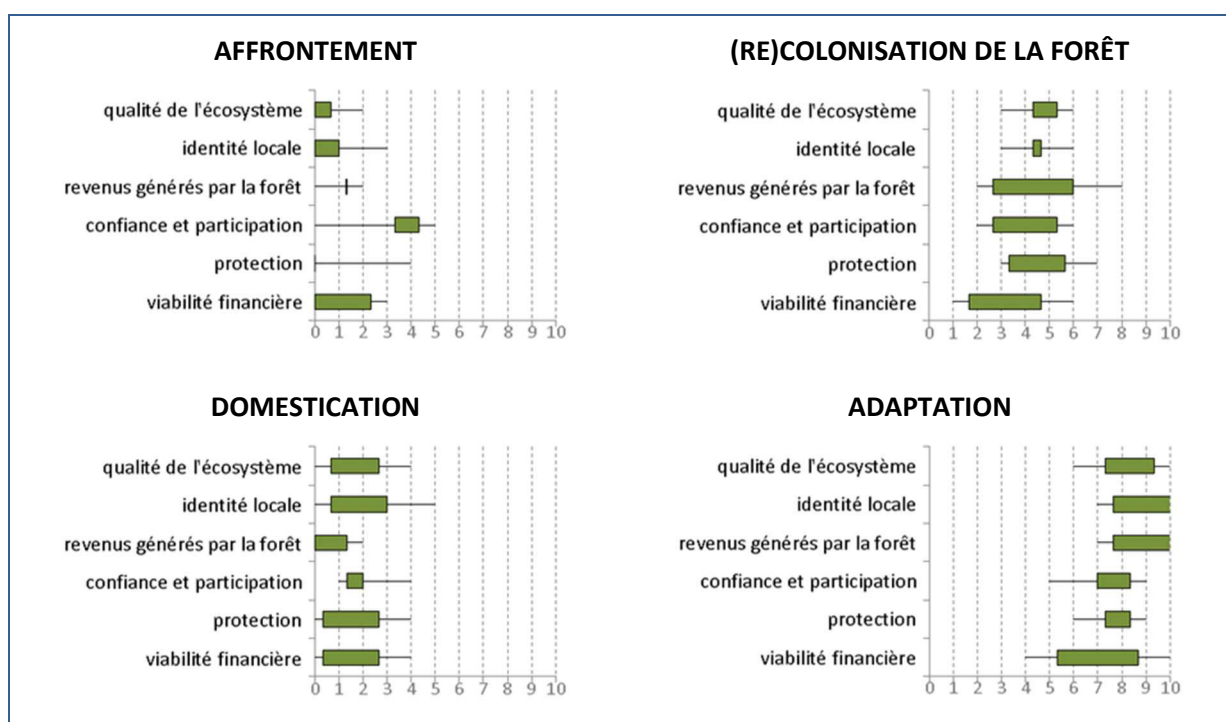 AFFRONTEMENT
qualité de l'écosystème
identité locale
revenus générés par la forêt
confiance et participation
protection
viabilité financière
0 1 2 3 4 5 6 7 8 9 10
(RE)COLONISATION DE LA FORÊT
qualité de l'écosystème
identité locale
revenus générés par la forêt
confiance et participation
protection
viabilité financière
0 1 2 3 4 5 6 7 8 9 10
DOMESTICATION
qualité de l'écosystème
identité locale
revenus générés par la forêt
confiance et participation
protection
viabilité financière
0 1 2 3 4 5 6 7 8 9 10
ADAPTATION
qualité de l'écosystème
identité locale
revenus générés par la forêt
confiance et participation
protection
viabilité financière
0 1 2 3 4 5 6 7 8 9 10